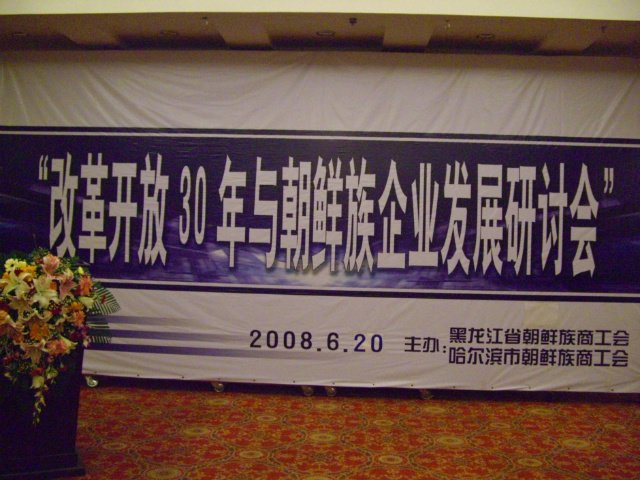 “改革开放30年与朝鲜族企业发展研讨会”
2008.6.20 主办:黑龙江省朝鲜族商工会
哈尔滨市朝鲜族商工会